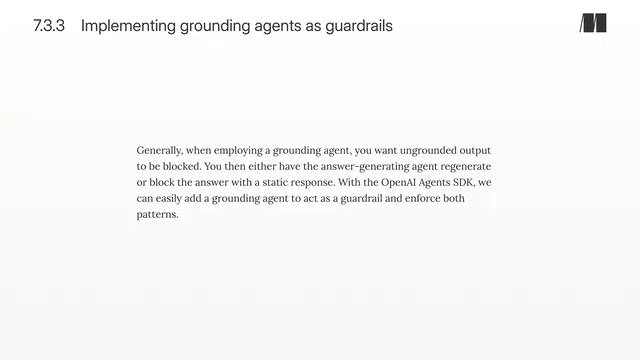 7.3.3 Implementing grounding agents as guardrails
Generally, when employing a grounding agent, you want ungrounded output
to be blocked. You then either have the answer-generating agent regenerate
or block the answer with a static response. With the OpenAI Agents SDK, we
can easily add a grounding agent to act as a guardrail and enforce both
patterns.